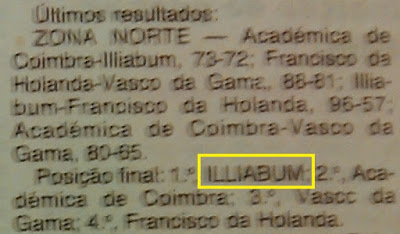 Últimos resultados:
ZONA NORTE — Académica de
Coimbra-Illiabum, 73-72; Francisco da
Holanda-Vasco da Gama, 88-81; Illia-
bum-Francisco da Holanda, 96-57;
Académica de Coimbra-Vasco da
Gama, 80-65.
Posição final: 1.º, ILLIABUM; 2.º, Aca-
démica de Coimbra; 3.º, Vasco da
Gama; 4.º, Francisco da Holanda.